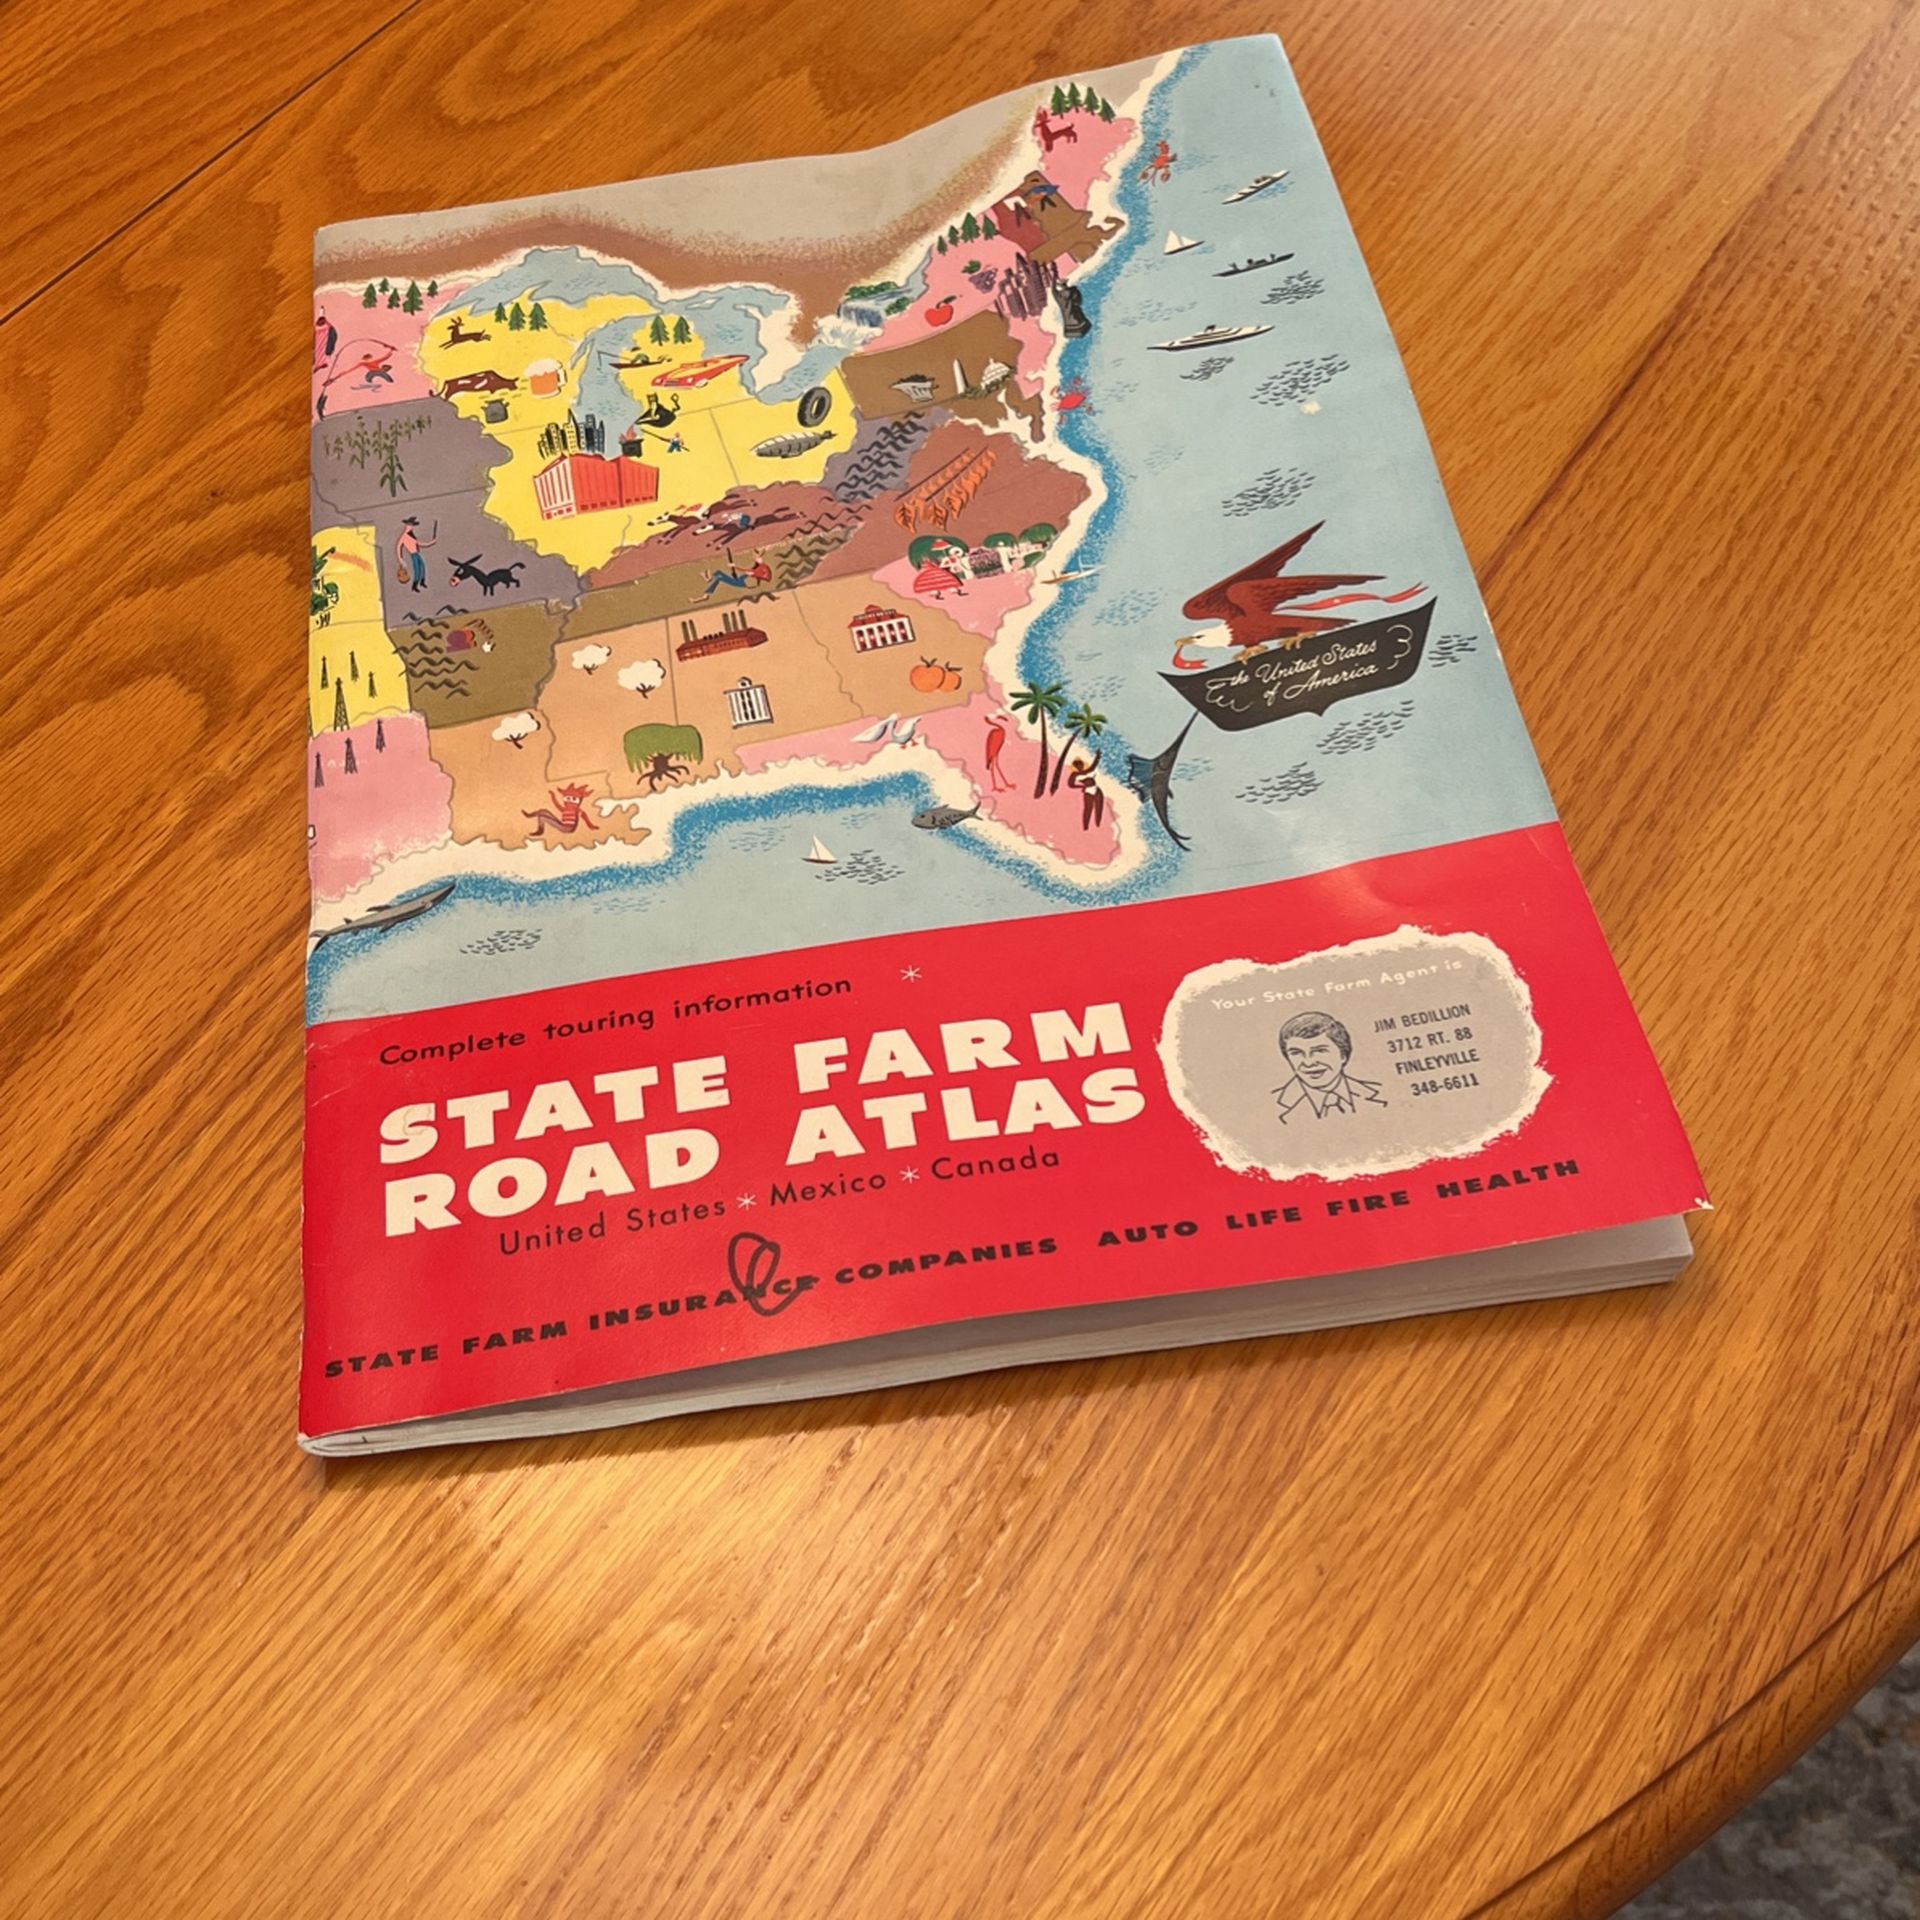 the United States
of America
Complete touring information *
STATE FARM
ROAD ATLAS
United States * Mexico * Canada
Your State Farm Agent is
JIM BEDILLION
3712 RT. 88
FINLEYVILLE
348-6611
STATE FARM INSURANCE COMPANIES AUTO LIFE FIRE HEALTH